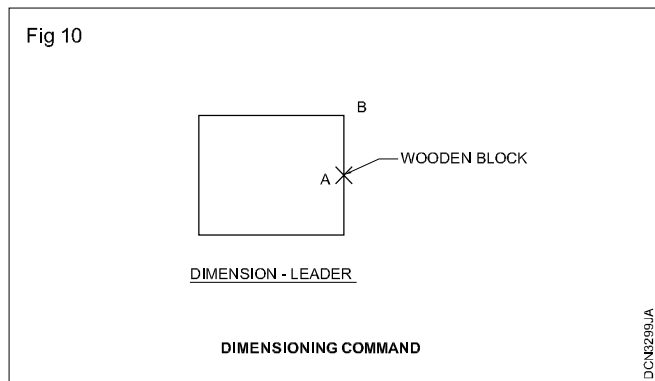 Fig 10
B
WOODEN BLOCK
A
DIMENSION - LEADER
DIMENSIONING COMMAND
DCN3299JA